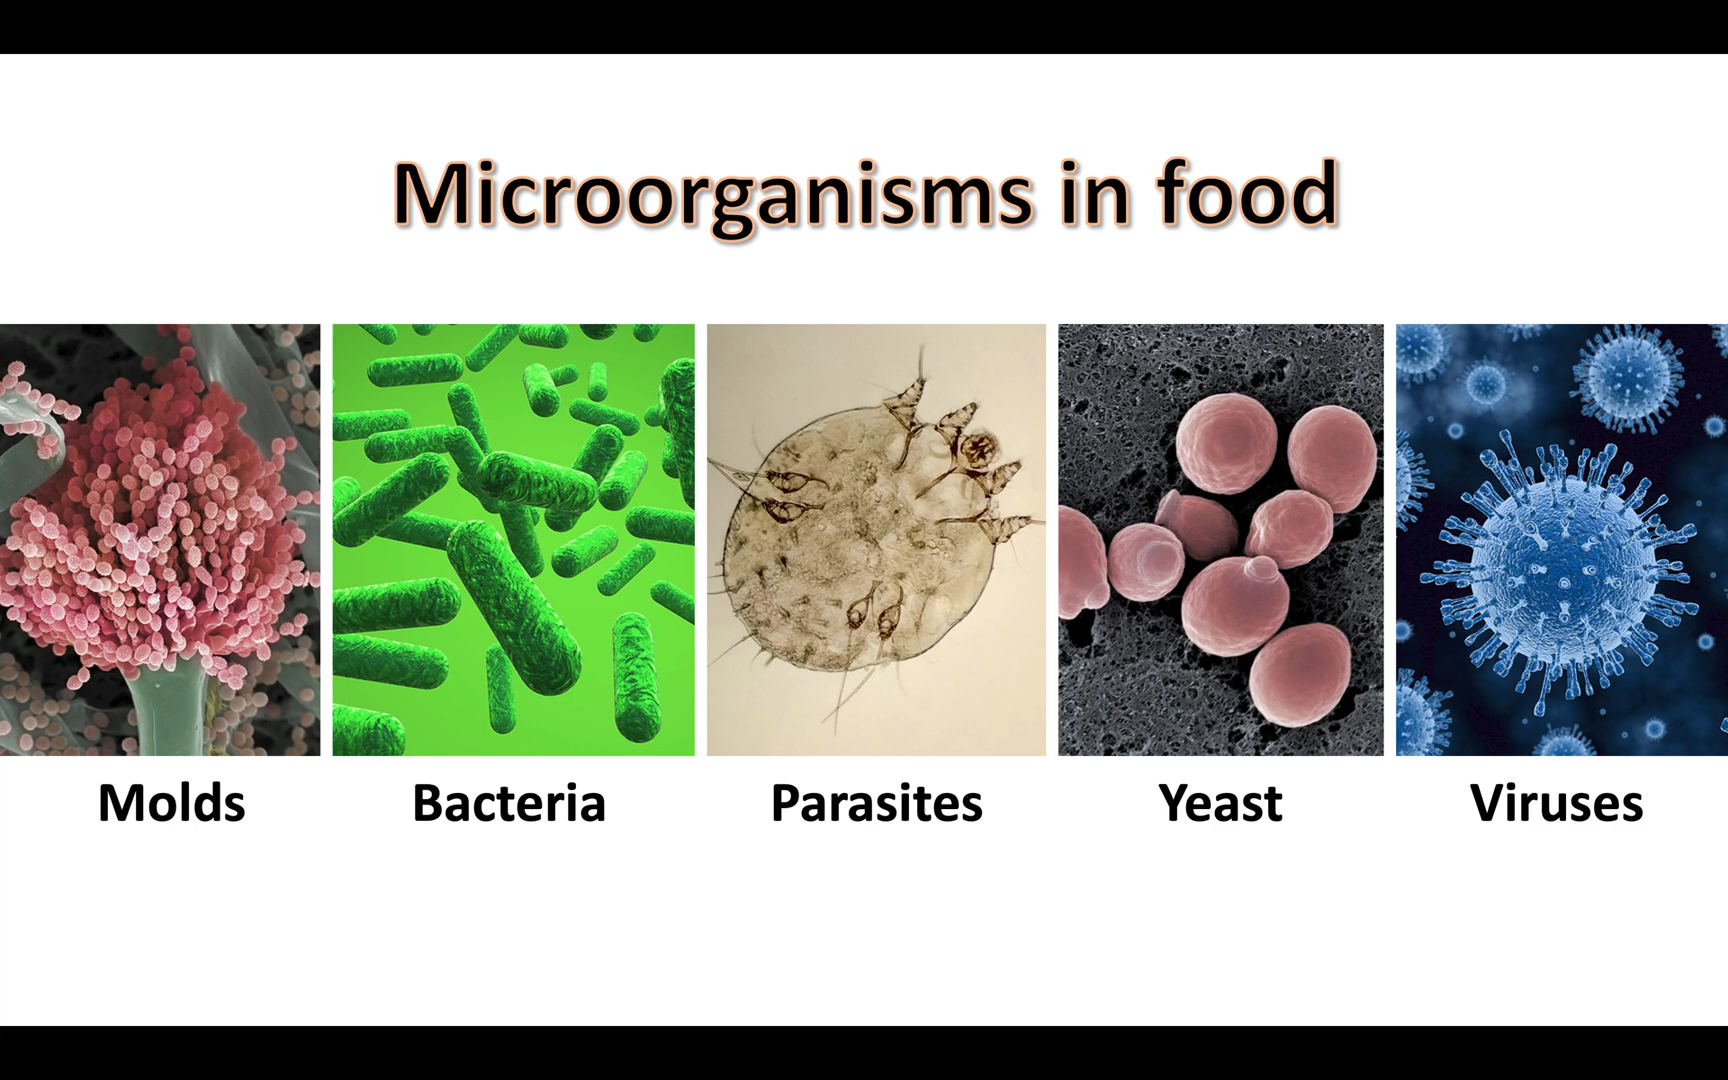 Microorganisms in food
Molds
Bacteria
Parasites
Yeast
Viruses